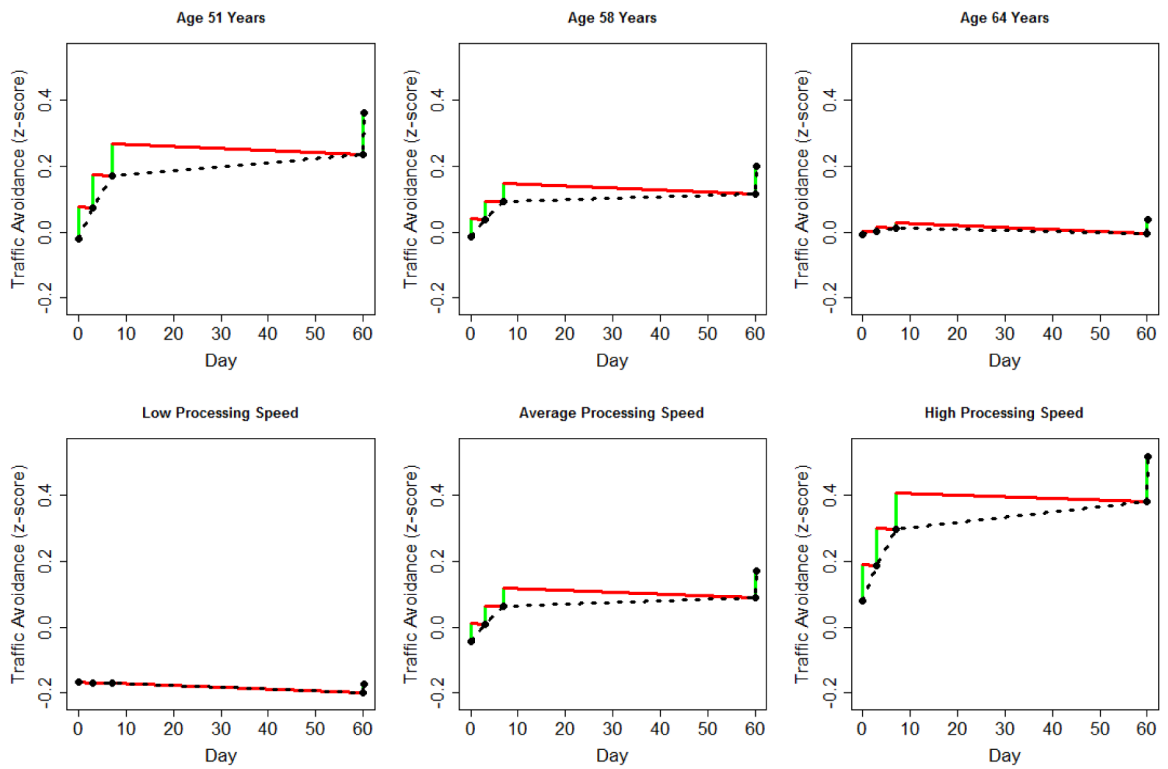 Age 51 Years
Age 58 Years
Age 64 Years
Traffic Avoidance (z-score)
0.4
0.2
0.0
-0.2
0 10 20 30 40 50 60
Day
Traffic Avoidance (z-score)
0.4
0.2
0.0
-0.2
0 10 20 30 40 50 60
Day
Traffic Avoidance (z-score)
0.4
0.2
0.0
-0.2
0 10 20 30 40 50 60
Day
Low Processing Speed
Average Processing Speed
High Processing Speed
Traffic Avoidance (z-score)
0.4
0.2
0.0
-0.2
0 10 20 30 40 50 60
Day
Traffic Avoidance (z-score)
0.4
0.2
0.0
-0.2
0 10 20 30 40 50 60
Day
Traffic Avoidance (z-score)
0.4
0.2
0.0
-0.2
0 10 20 30 40 50 60
Day